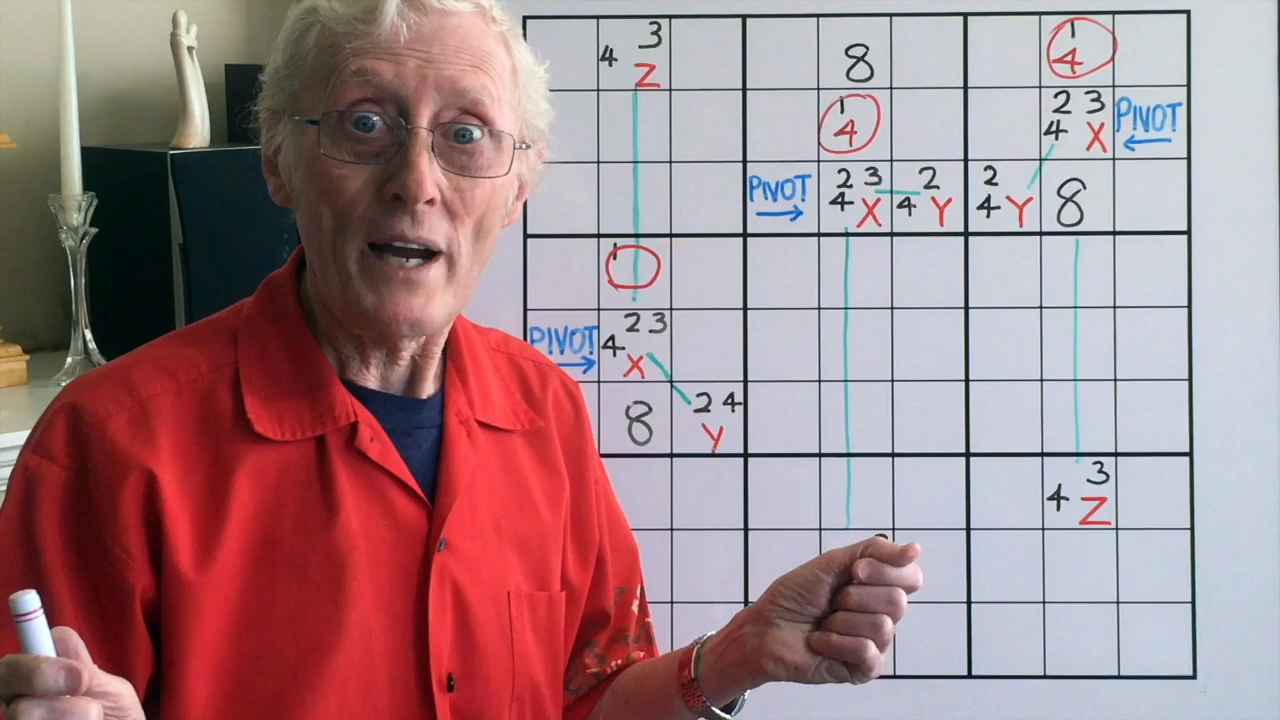 3 8 1
4 Z 4
1 2 3 PIVOT
4 4 X
PIVOT 2 3 2 2 8
4 X 4 Y 4 Y
1
PIVOT 4 2 3
X
8 2 4
Y
3
4 Z